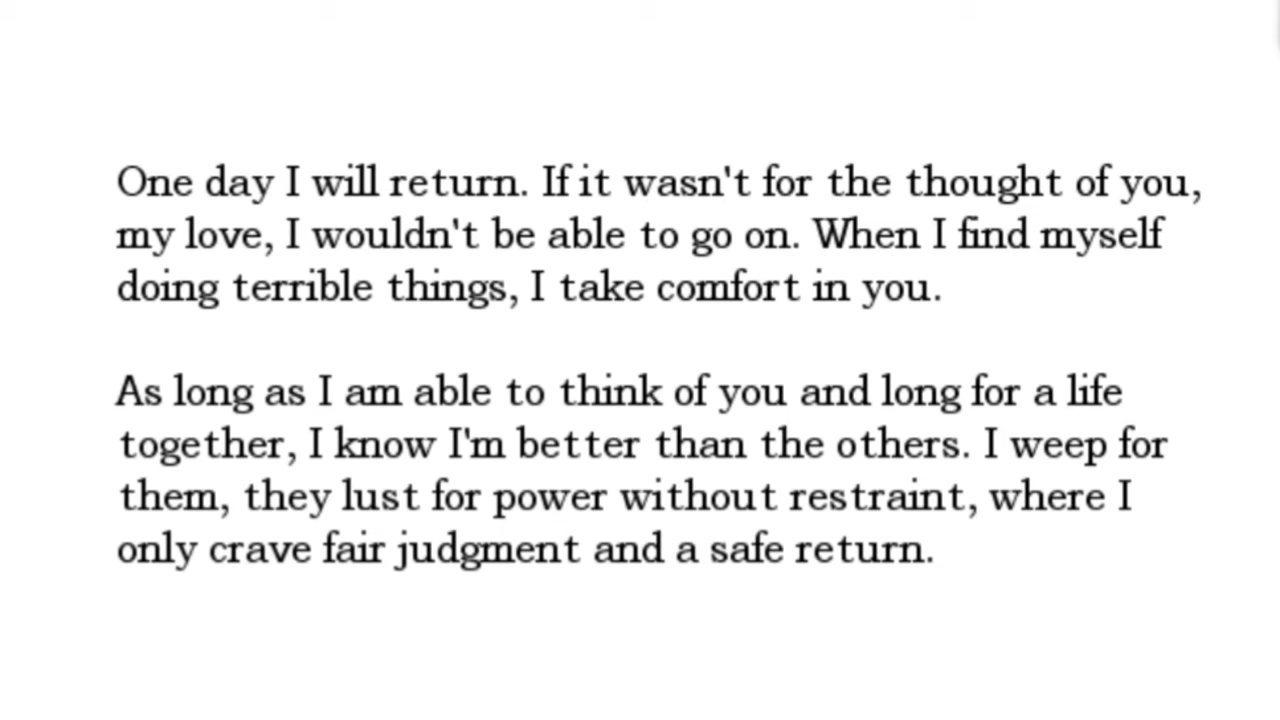 One day I will return. If it wasn't for the thought of you,
my love, I wouldn't be able to go on. When I find myself
doing terrible things, I take comfort in you.
As long as I am able to think of you and long for a life
together, I know I'm better than the others. I weep for
them, they lust for power without restraint, where I
only crave fair judgment and a safe return.